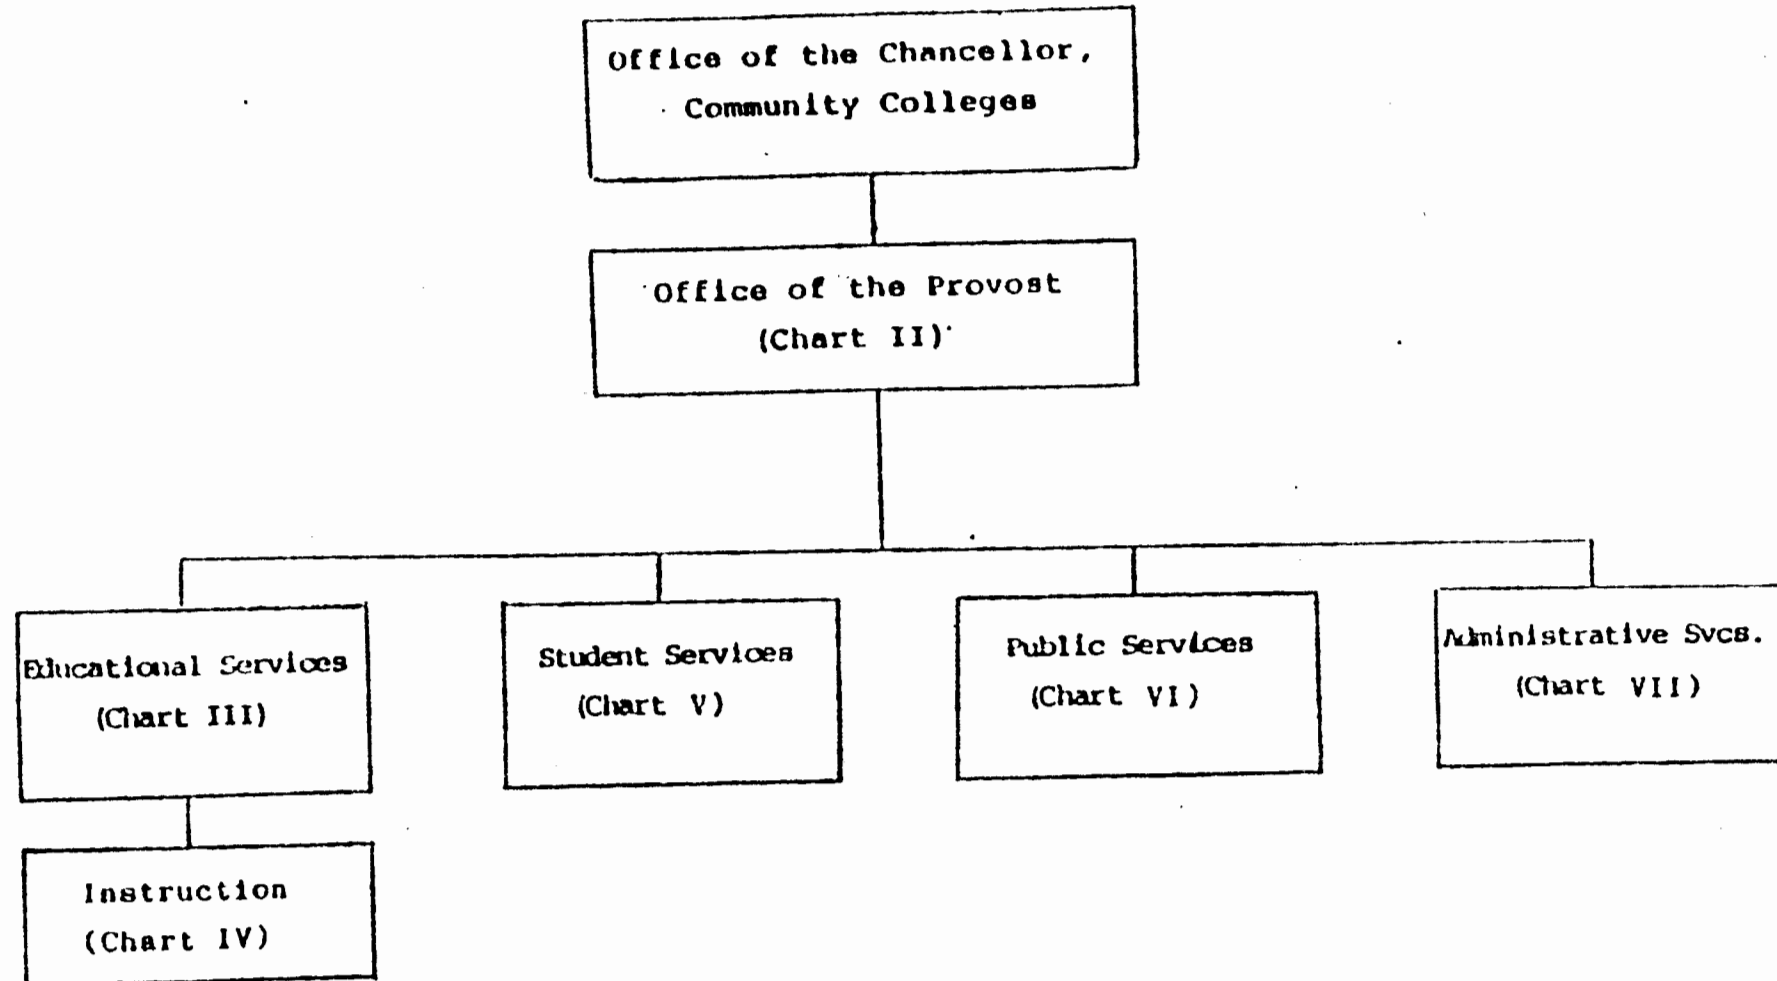 Office of the Chancellor,
Community Colleges
Office of the Provost
(Chart II)
Educational Services
(Chart III)
Student Services
(Chart V)
Public Services
(Chart VI)
Administrative Svcs.
(Chart VII)
Instruction
(Chart IV)